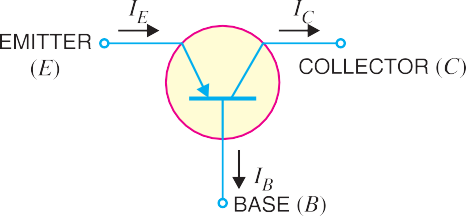 I_E
I_C
EMITTER
(E)
COLLECTOR (C)
I_B
BASE (B)